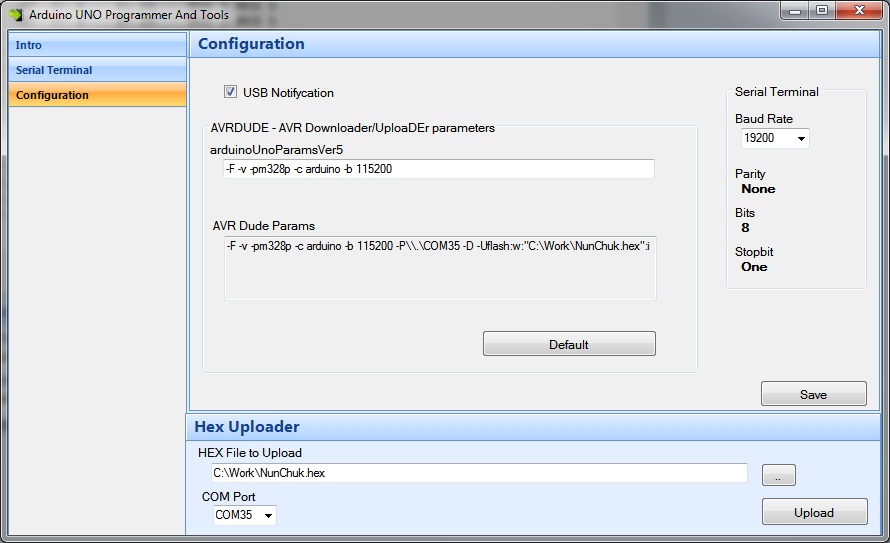 Arduino UNO Programmer And Tools
Intro
Serial Terminal
Configuration
Configuration
USB Notifycation
AVRDUDE - AVR Downloader/UploaDEr parameters
arduinoUnoParamsVer5
-F -v -pm328p -c arduino -b 115200
AVR Dude Params
-F -v -pm328p -c arduino -b 115200 -P\\.\COM35 -D -Uflash:w:"C:\Work\NunChuk.hex":i
Default
Serial Terminal
Baud Rate
19200
Parity
None
Bits
8
Stopbit
One
Save
Hex Uploader
HEX File to Upload
C:\Work\NunChuk.hex
..
COM Port
COM35
Upload